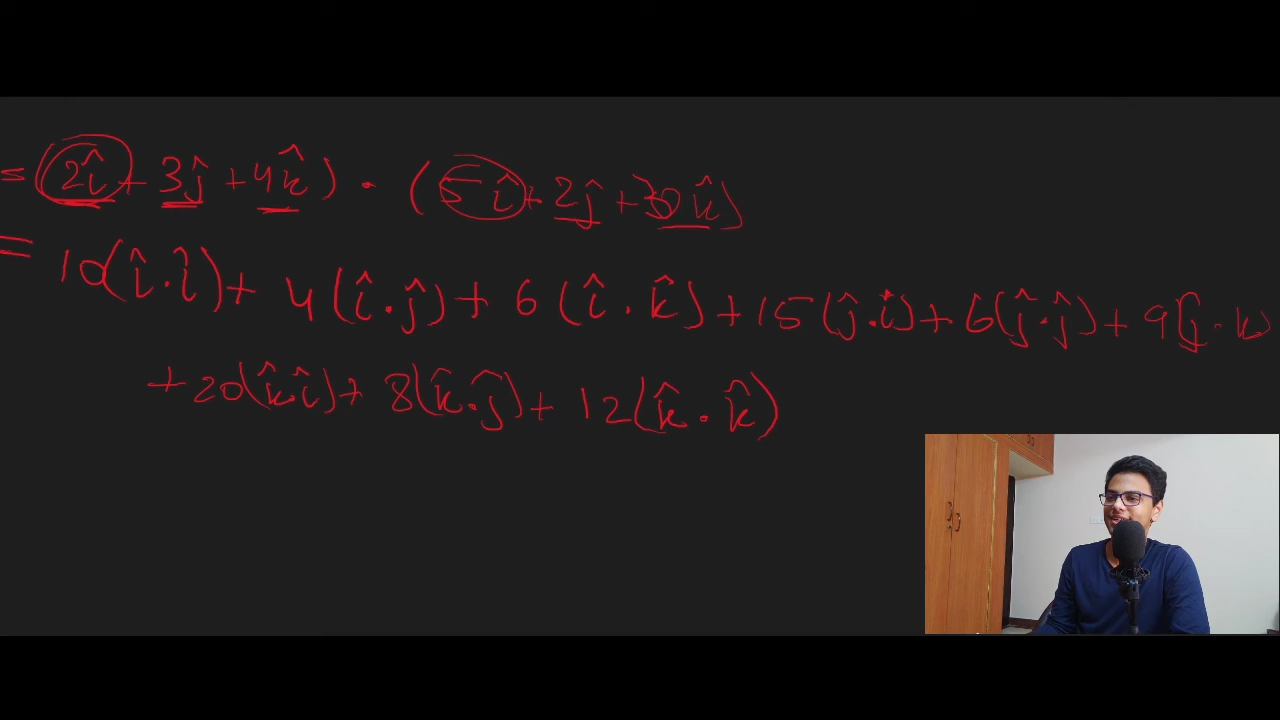 = (2î + 3ĵ + 4k̂) · (5î + 2ĵ + 3k̂)
= 10(î·î) + 4(î·ĵ) + 6(î·k̂) + 15(ĵ·î) + 6(ĵ·ĵ) + 9(ĵ·k)
+ 20(k̂·î) + 8(k̂·ĵ) + 12(k̂·k̂)